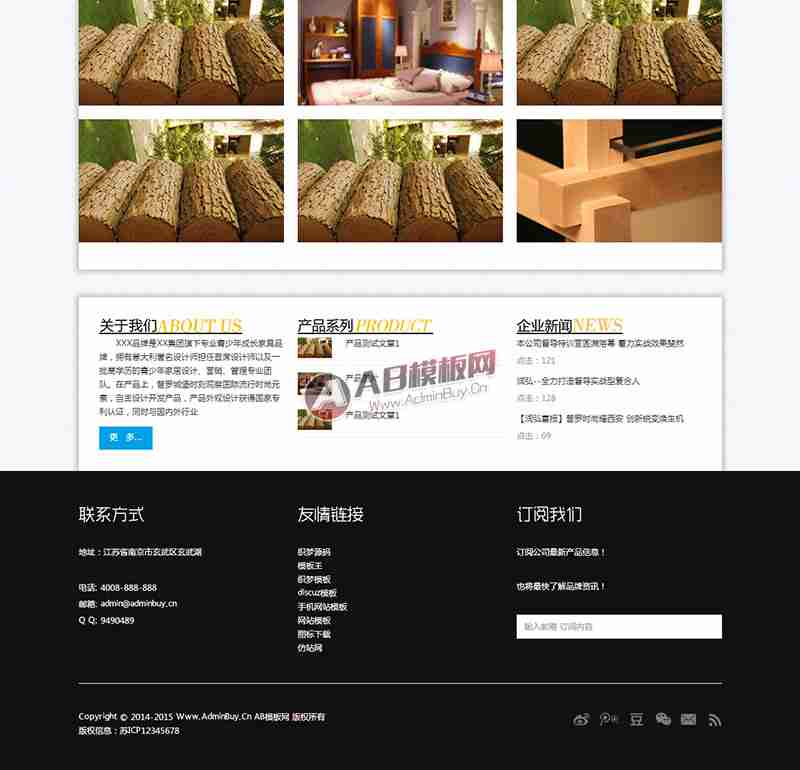 关于我们ABOUT US
XXX品牌是XX集团旗下专业青少年成长家具品
牌，拥有意大利著名设计师担任首席设计师以及一
批高学历的青少年家居设计、营销、管理专业团
队。在产品上，普罗城邦时刻观察国际流行时尚元
素，自主设计开发产品，产品外观设计获得国家专
利认证，同时与国内外行业
更 多...
产品系列PRODUCT
产品测试文章1
产品
产品测试文章1
AB模板网
Www.AdminBuy.Cn
企业新闻NEWS
本公司督导特训营圆满落幕 着力实战效果斐然
点击：121
润弘--全力打造督导实战型复合人
点击：128
【润弘喜报】普罗时尚耀西安 创新统变换生机
点击：69
联系方式
地址：江苏省南京市玄武区玄武湖
电话: 4008-888-888
邮箱: admin@adminbuy.cn
Q Q: 9490489
友情链接
织梦源码
模板王
织梦模板
discuz模板
手机网站模板
网站模板
图标下载
仿站网
订阅我们
订阅公司最新产品信息！
也将最快了解品牌资讯！
输入邮箱 订阅内容
Copyright © 2014-2015 Www.AdminBuy.Cn AB模板网 版权所有
版权信息：苏ICP12345678